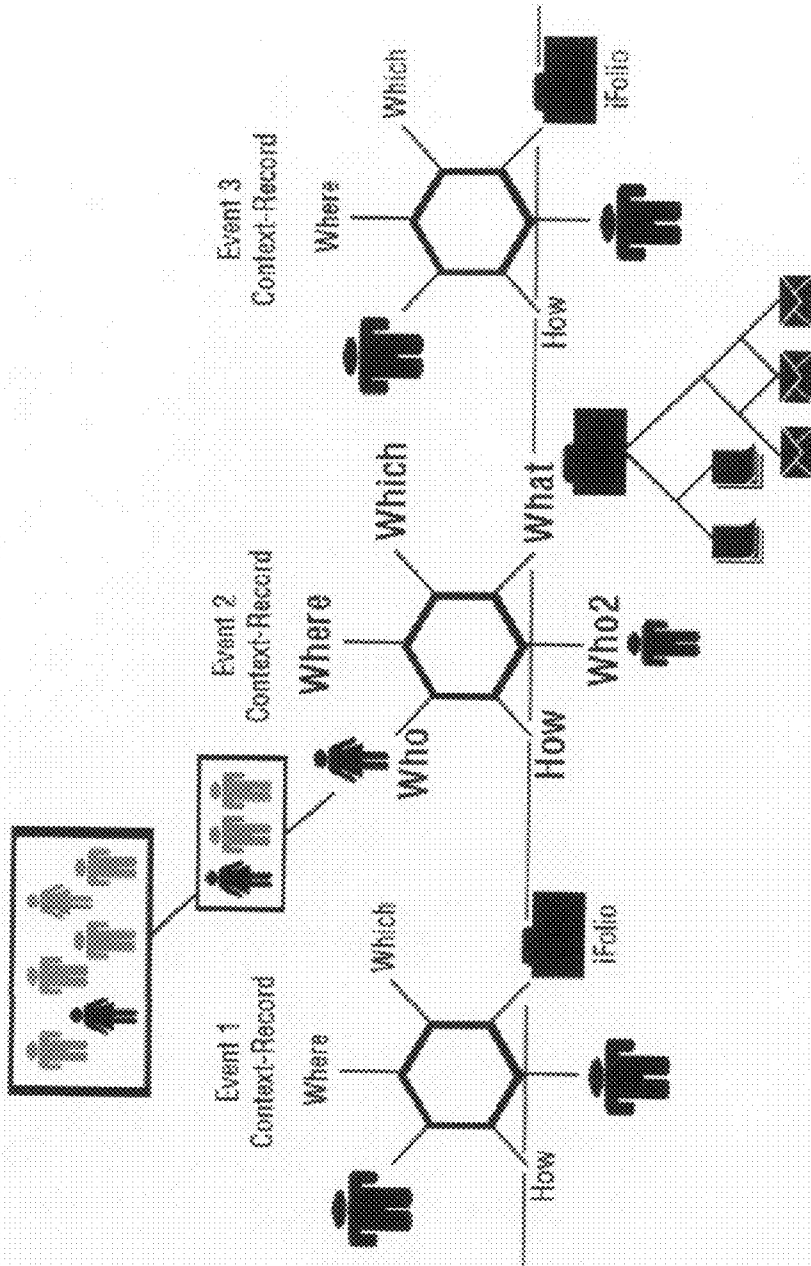 Event 1
Context-Record
Where
Which
How
iFolio
Event 2
Context-Record
Where
Which
Who
What
How
Who2
Event 3
Context-Record
Where
Which
How
iFolio